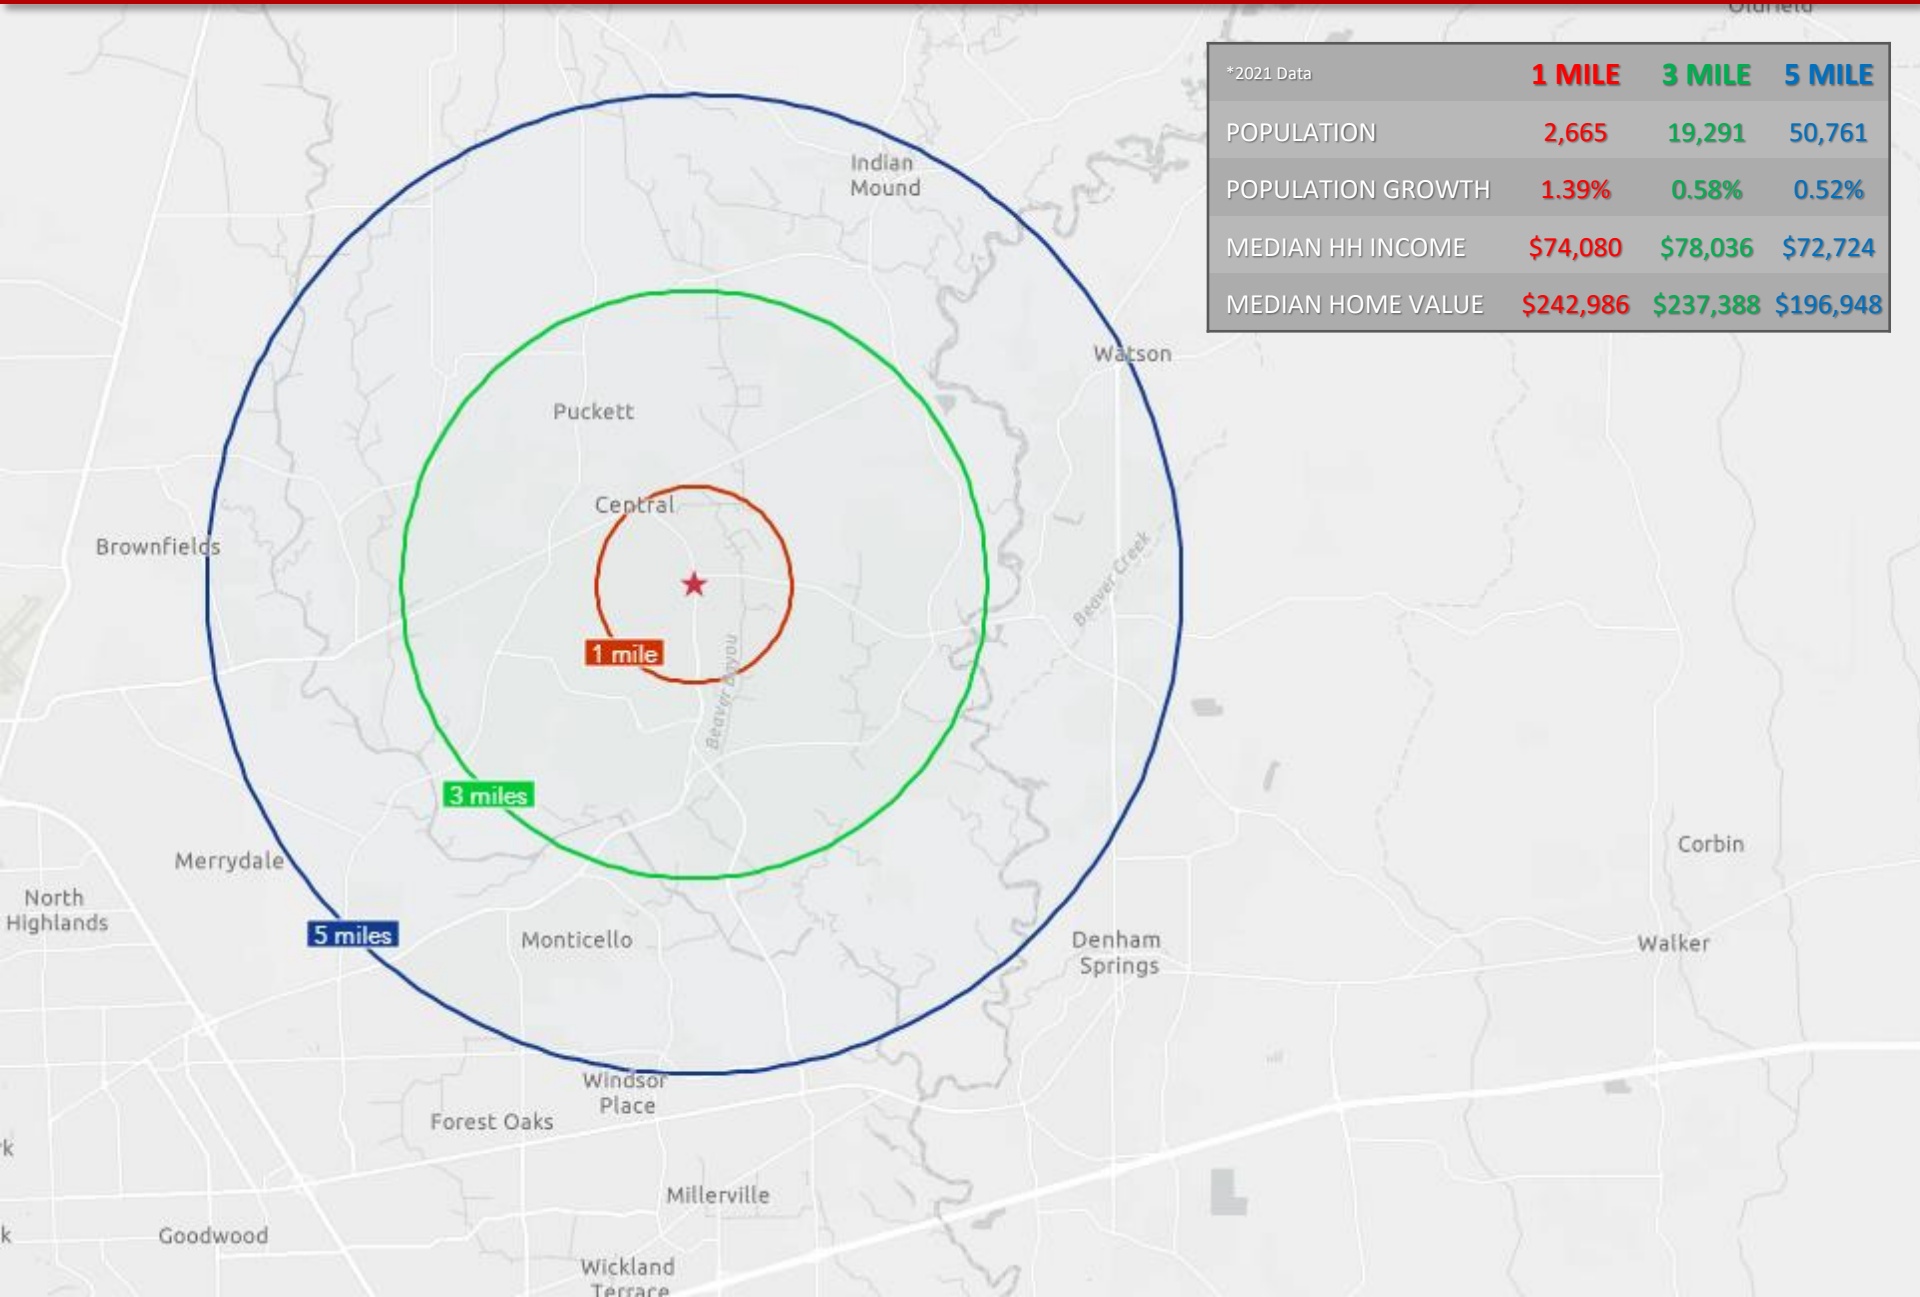 *2021 Data 1 MILE 3 MILE 5 MILE
POPULATION 2,665 19,291 50,761
POPULATION GROWTH 1.39% 0.58% 0.52%
MEDIAN HH INCOME $74,080 $78,036 $72,724
MEDIAN HOME VALUE $242,986 $237,388 $196,948
Indian
Mound
Watson
Puckett
Central
Brownfields
Beaver Creek
1 mile
Beaver Bayou
3 miles
Corbin
Merrydale
North
Highlands
5 miles
Monticello
Denham
Springs
Walker
Windsor
Place
Forest Oaks
Millerville
Goodwood
Wickland
Terrace